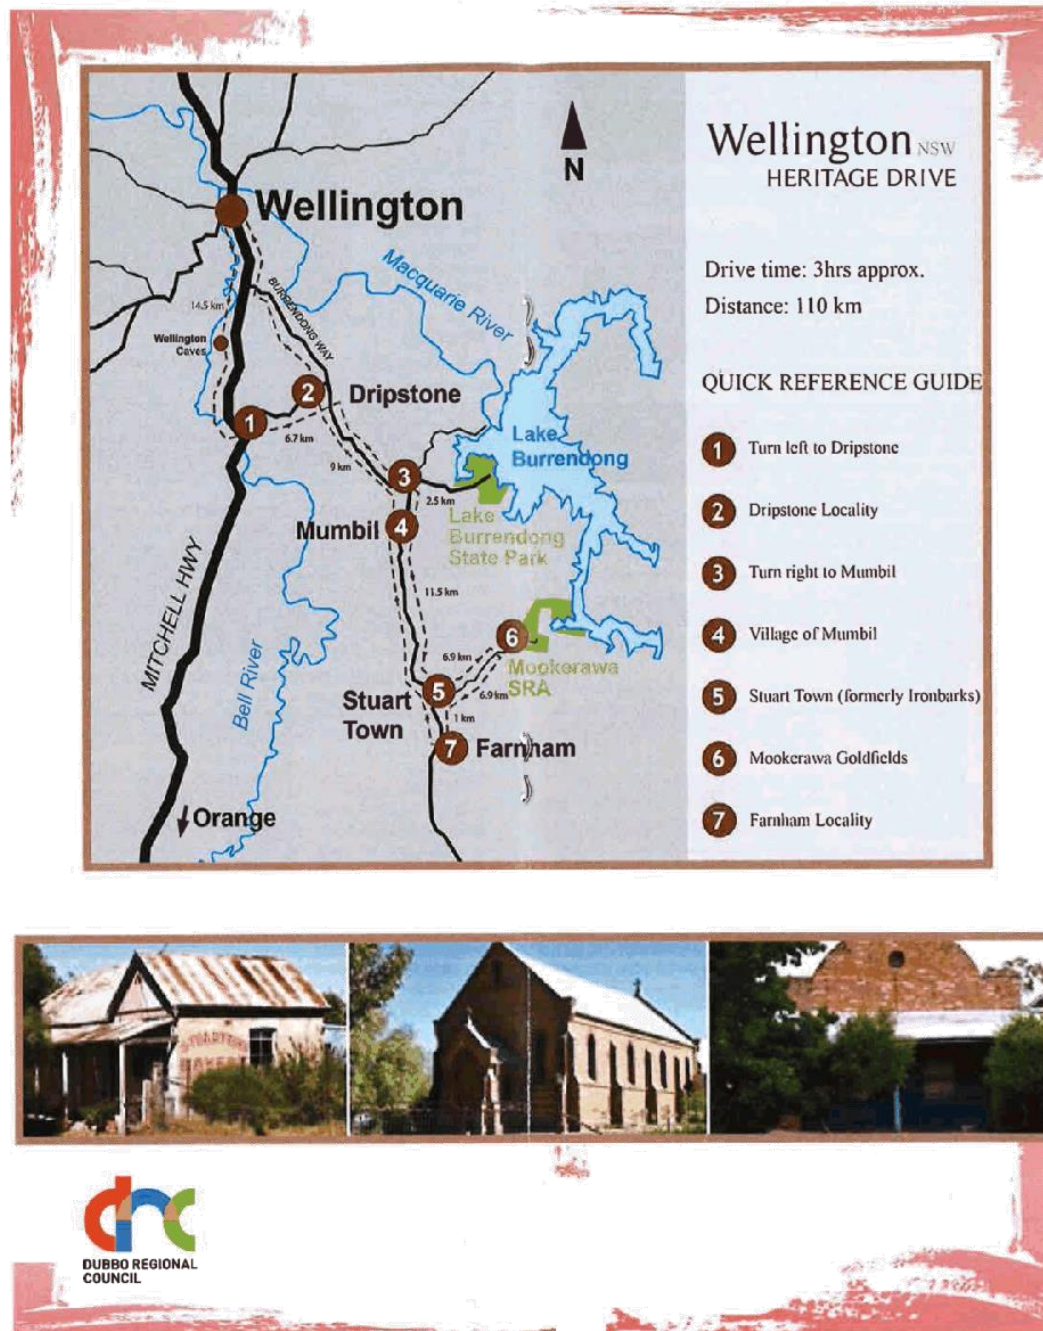 Wellington NSW
HERITAGE DRIVE
Drive time: 3hrs approx.
Distance: 110 km
QUICK REFERENCE GUIDE
1 Turn left to Dripstone
2 Dripstone Locality
3 Turn right to Mumbil
4 Village of Mumbil
5 Stuart Town (formerly Ironbarks)
6 Mookerawa Goldfields
7 Farnham Locality
N
Wellington
Macquarie River
BURRENDONG WAY
14.5 km
Wellington
Caves
2
Dripstone
1
6.7 km
9 km
3
2.5 km
Lake
Burrendong
Mumbil
4
Lake
Burrendong
State Park
MITCHELL HWY
11.5 km
Bell River
6
6.9 km
Mookerawa
SRA
6.9 km
5
Stuart
Town
1 km
7
Farnham
Orange
DUBBO REGIONAL
COUNCIL